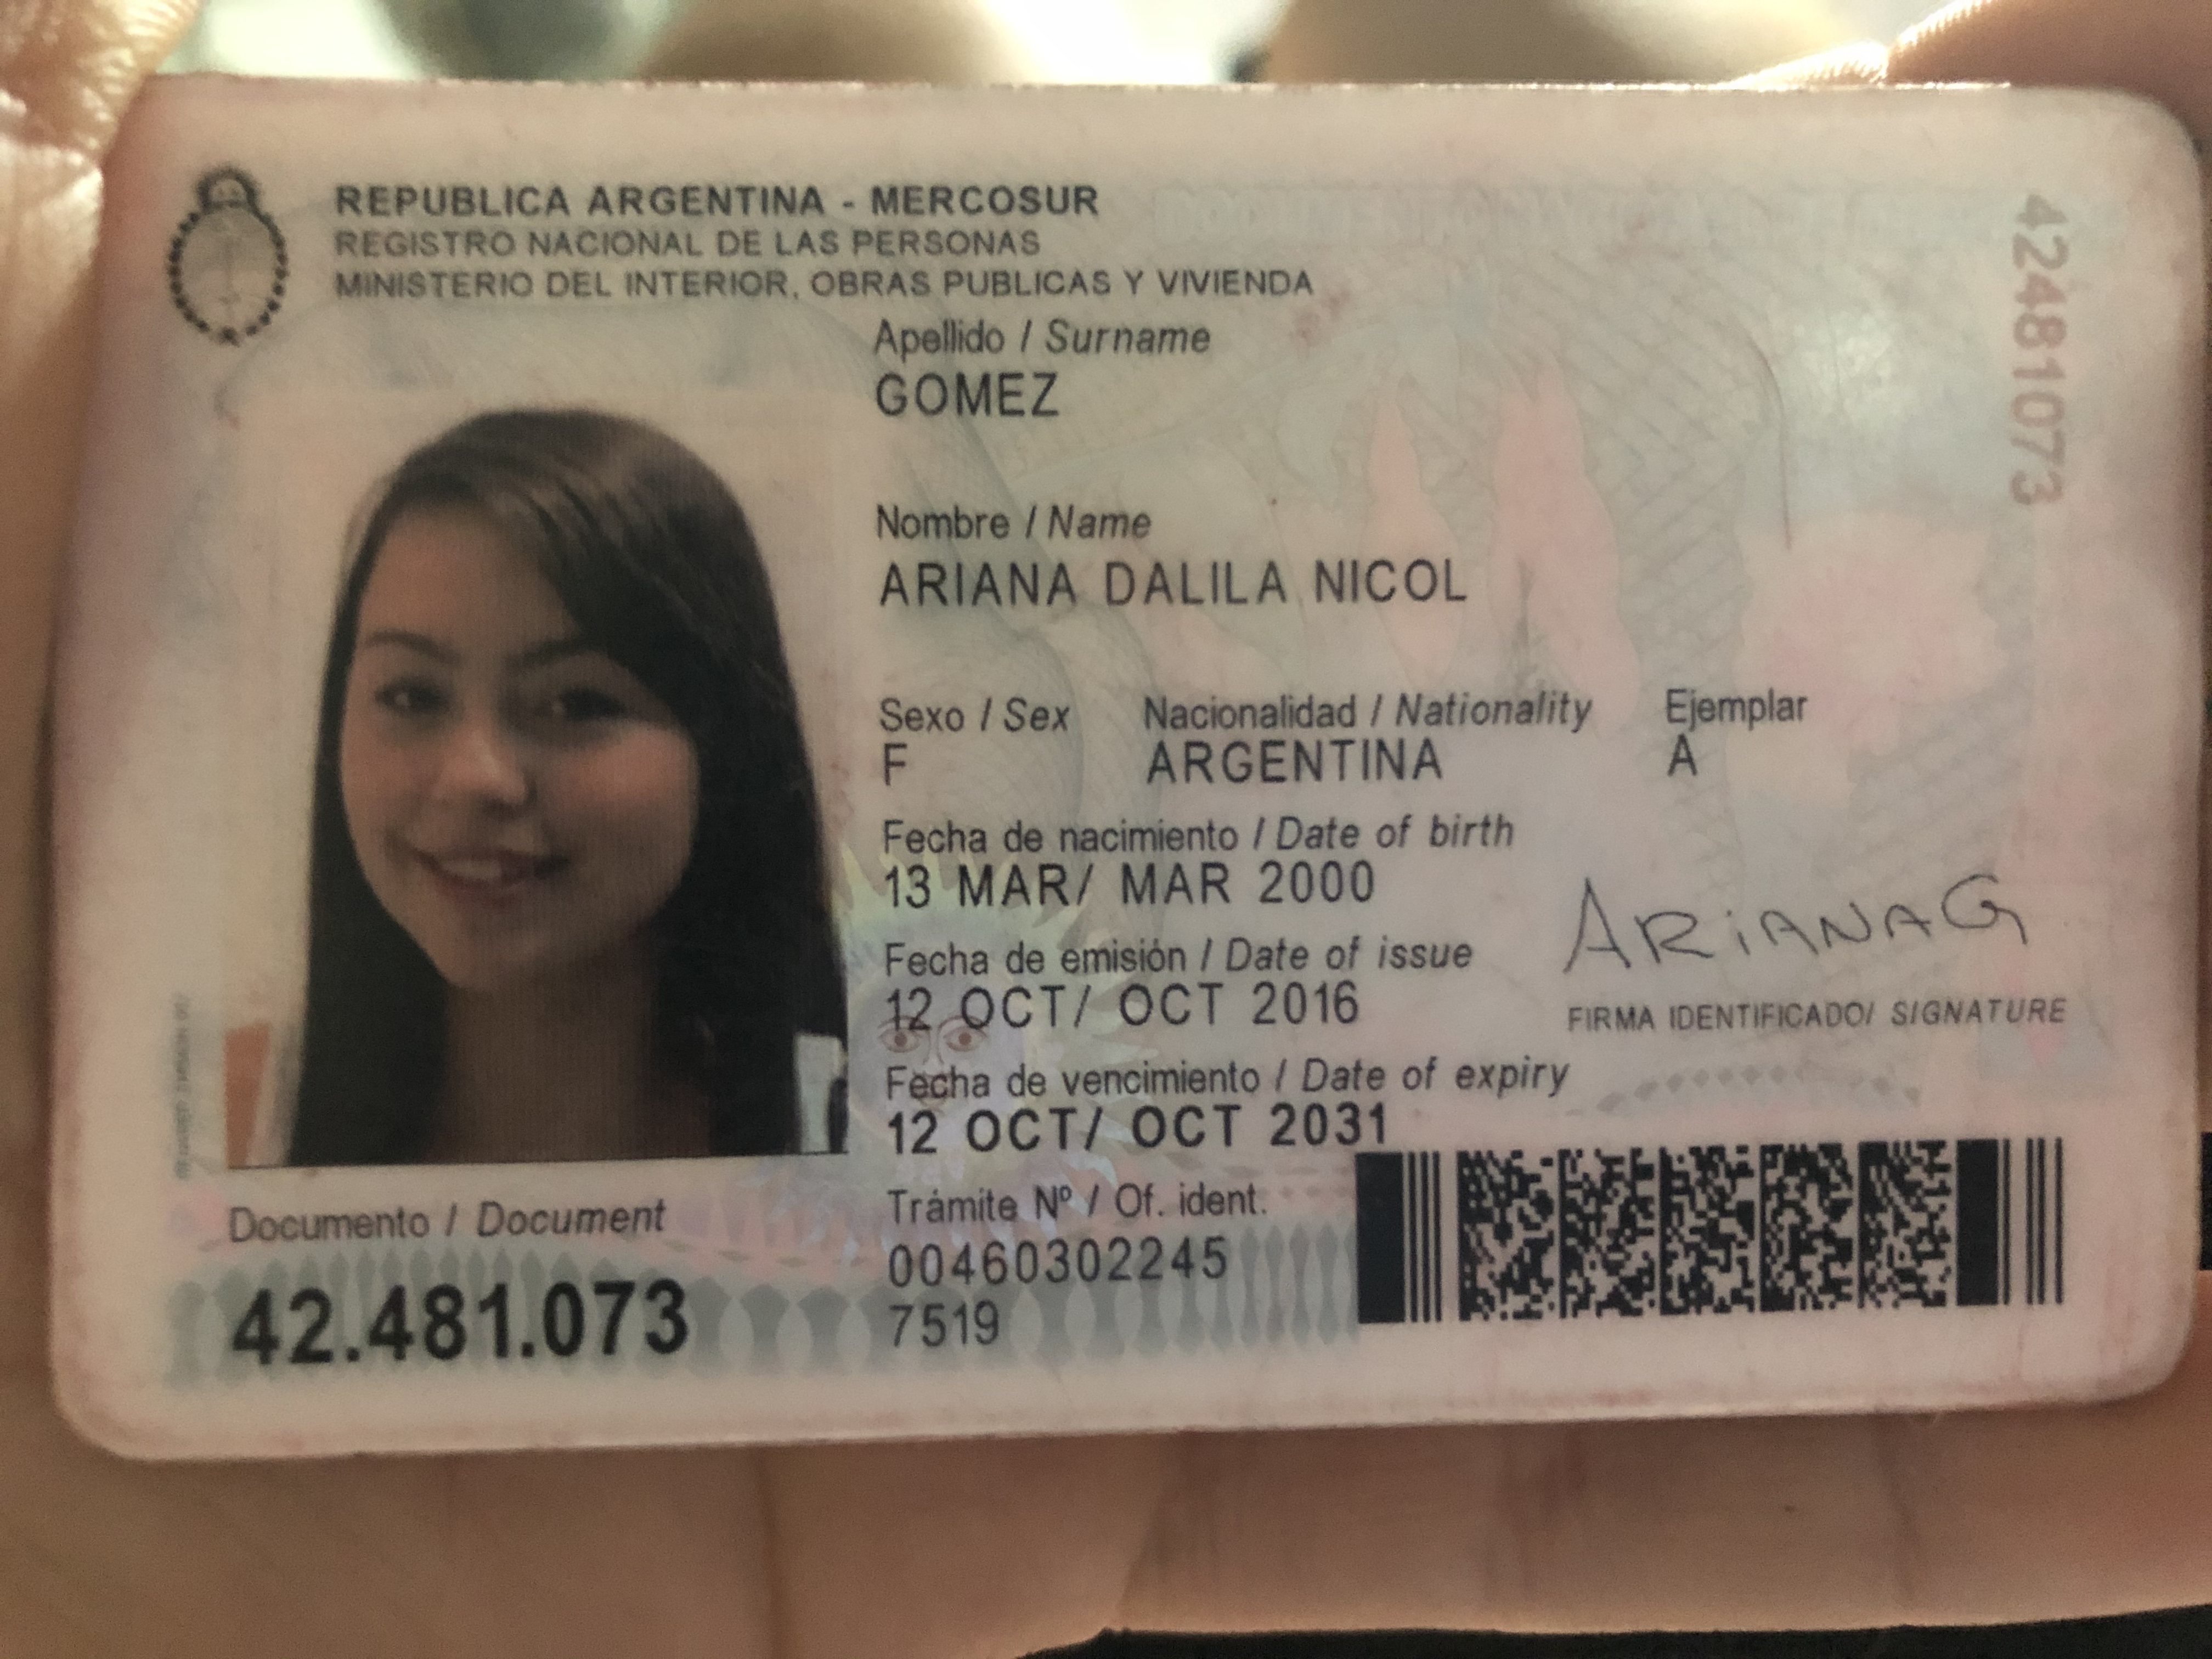 REPUBLICA ARGENTINA - MERCOSUR
REGISTRO NACIONAL DE LAS PERSONAS
MINISTERIO DEL INTERIOR, OBRAS PUBLICAS Y VIVIENDA
42481073
Apellido / Surname
GOMEZ
Nombre / Name
ARIANA DALILA NICOL
Sexo / Sex Nacionalidad / Nationality Ejemplar
F ARGENTINA A
Fecha de nacimiento / Date of birth
13 MAR/ MAR 2000
Fecha de emisión / Date of issue
12 OCT/ OCT 2016
ARiANAG
FIRMA IDENTIFICADO/ SIGNATURE
Fecha de vencimiento / Date of expiry
12 OCT/ OCT 2031
Documento / Document
42.481.073
Trámite Nº / Of. ident.
00460302245
7519